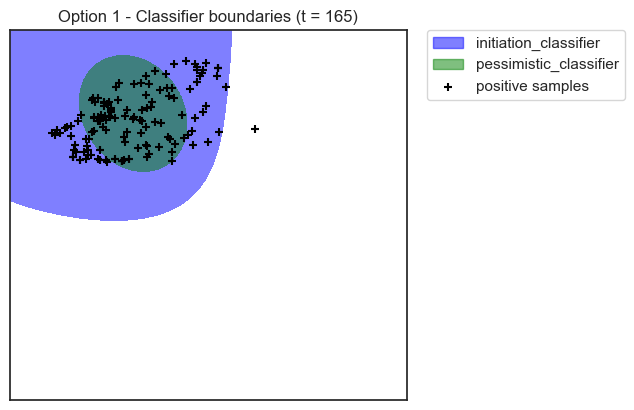 Option 1 - Classifier boundaries (t = 165)
initiation_classifier
pessimistic_classifier
positive samples